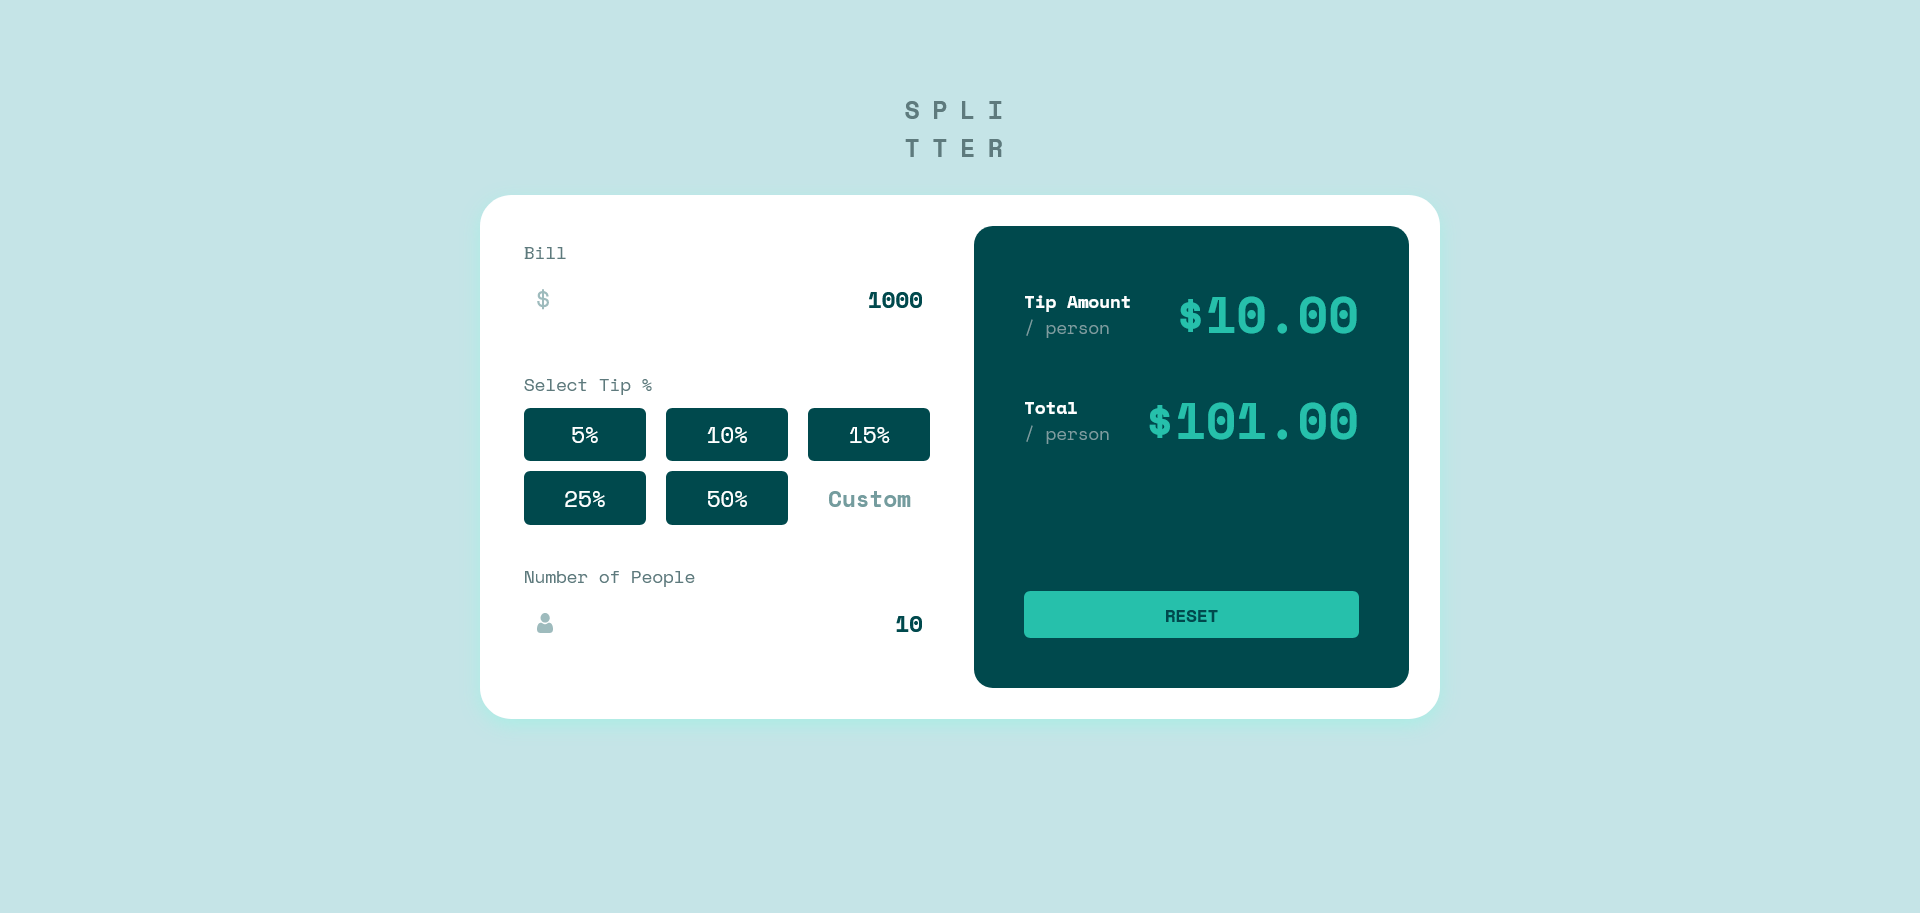 SPLI
TTER
Bill
$ 1000
Select Tip %
5% 10% 15%
25% 50% Custom
Number of People
10
Tip Amount
/ person
$10.00
Total
/ person
$101.00
RESET